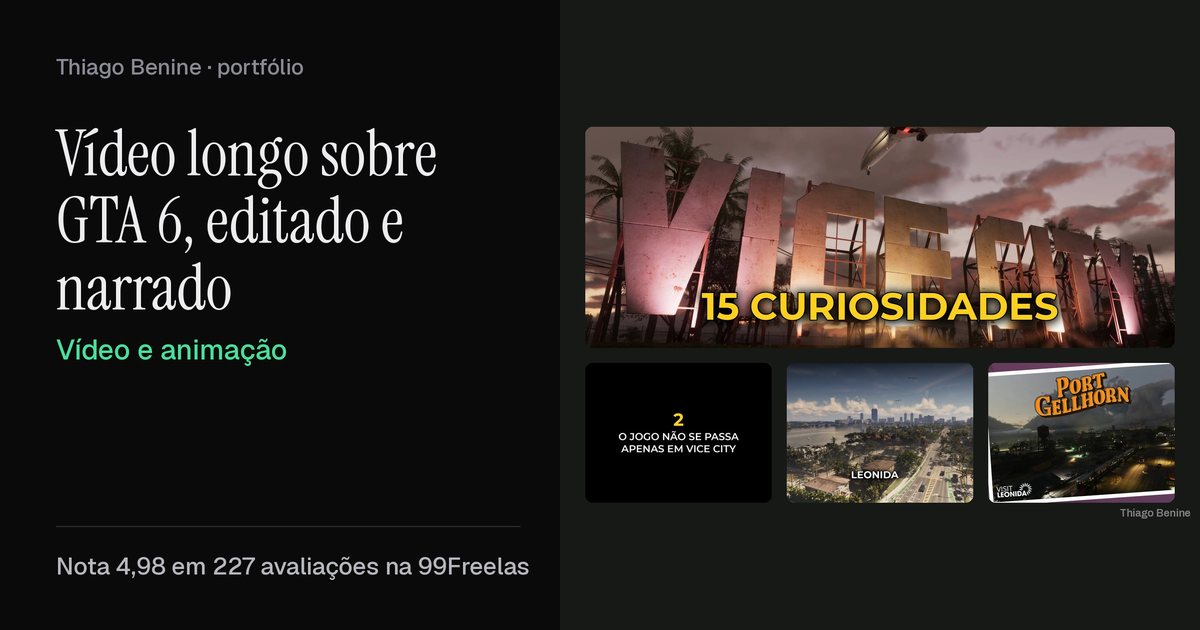 Thiago Benine · portfólio
Vídeo longo sobre
GTA 6, editado e
narrado
Vídeo e animação
Nota 4,98 em 227 avaliações na 99Freelas
VICE CITY
15 CURIOSIDADES
2
O JOGO NÃO SE PASSA
APENAS EM VICE CITY
LEONIDA
PORT
GELLHORN
VISIT
LEONIDA
Thiago Benine